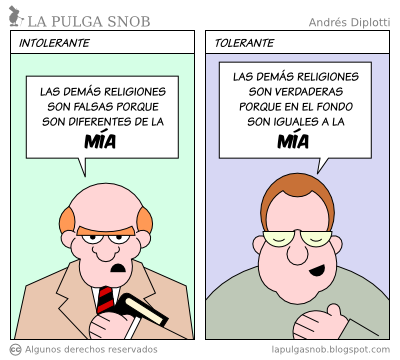 LA PULGA SNOB
Andrés Diplotti
INTOLERANTE
LAS DEMÁS RELIGIONES
SON FALSAS PORQUE
SON DIFERENTES DE LA
MÍA
TOLERANTE
LAS DEMÁS RELIGIONES
SON VERDADERAS
PORQUE EN EL FONDO
SON IGUALES A LA
MÍA
cc Algunos derechos reservados
lapulgasnob.blogspot.com